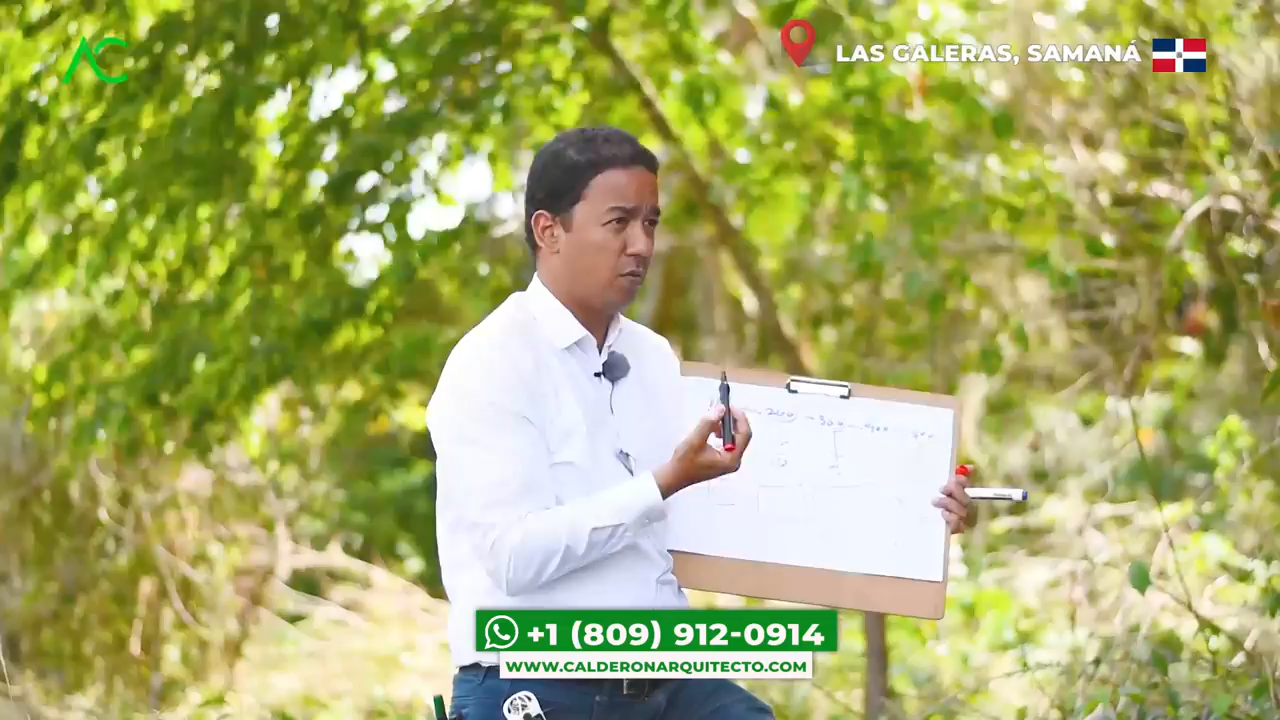 AC
LAS GALERAS, SAMANÁ
+1 (809) 912-0914
WWW.CALDERONARQUITECTO.COM